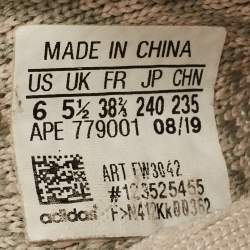 MADE IN CHINA
US UK FR JP CHN
6 5½ 38⅔ 240 235
APE 779001 08/19
ART FW3042
#123525455
adidas F>N412Kk00362